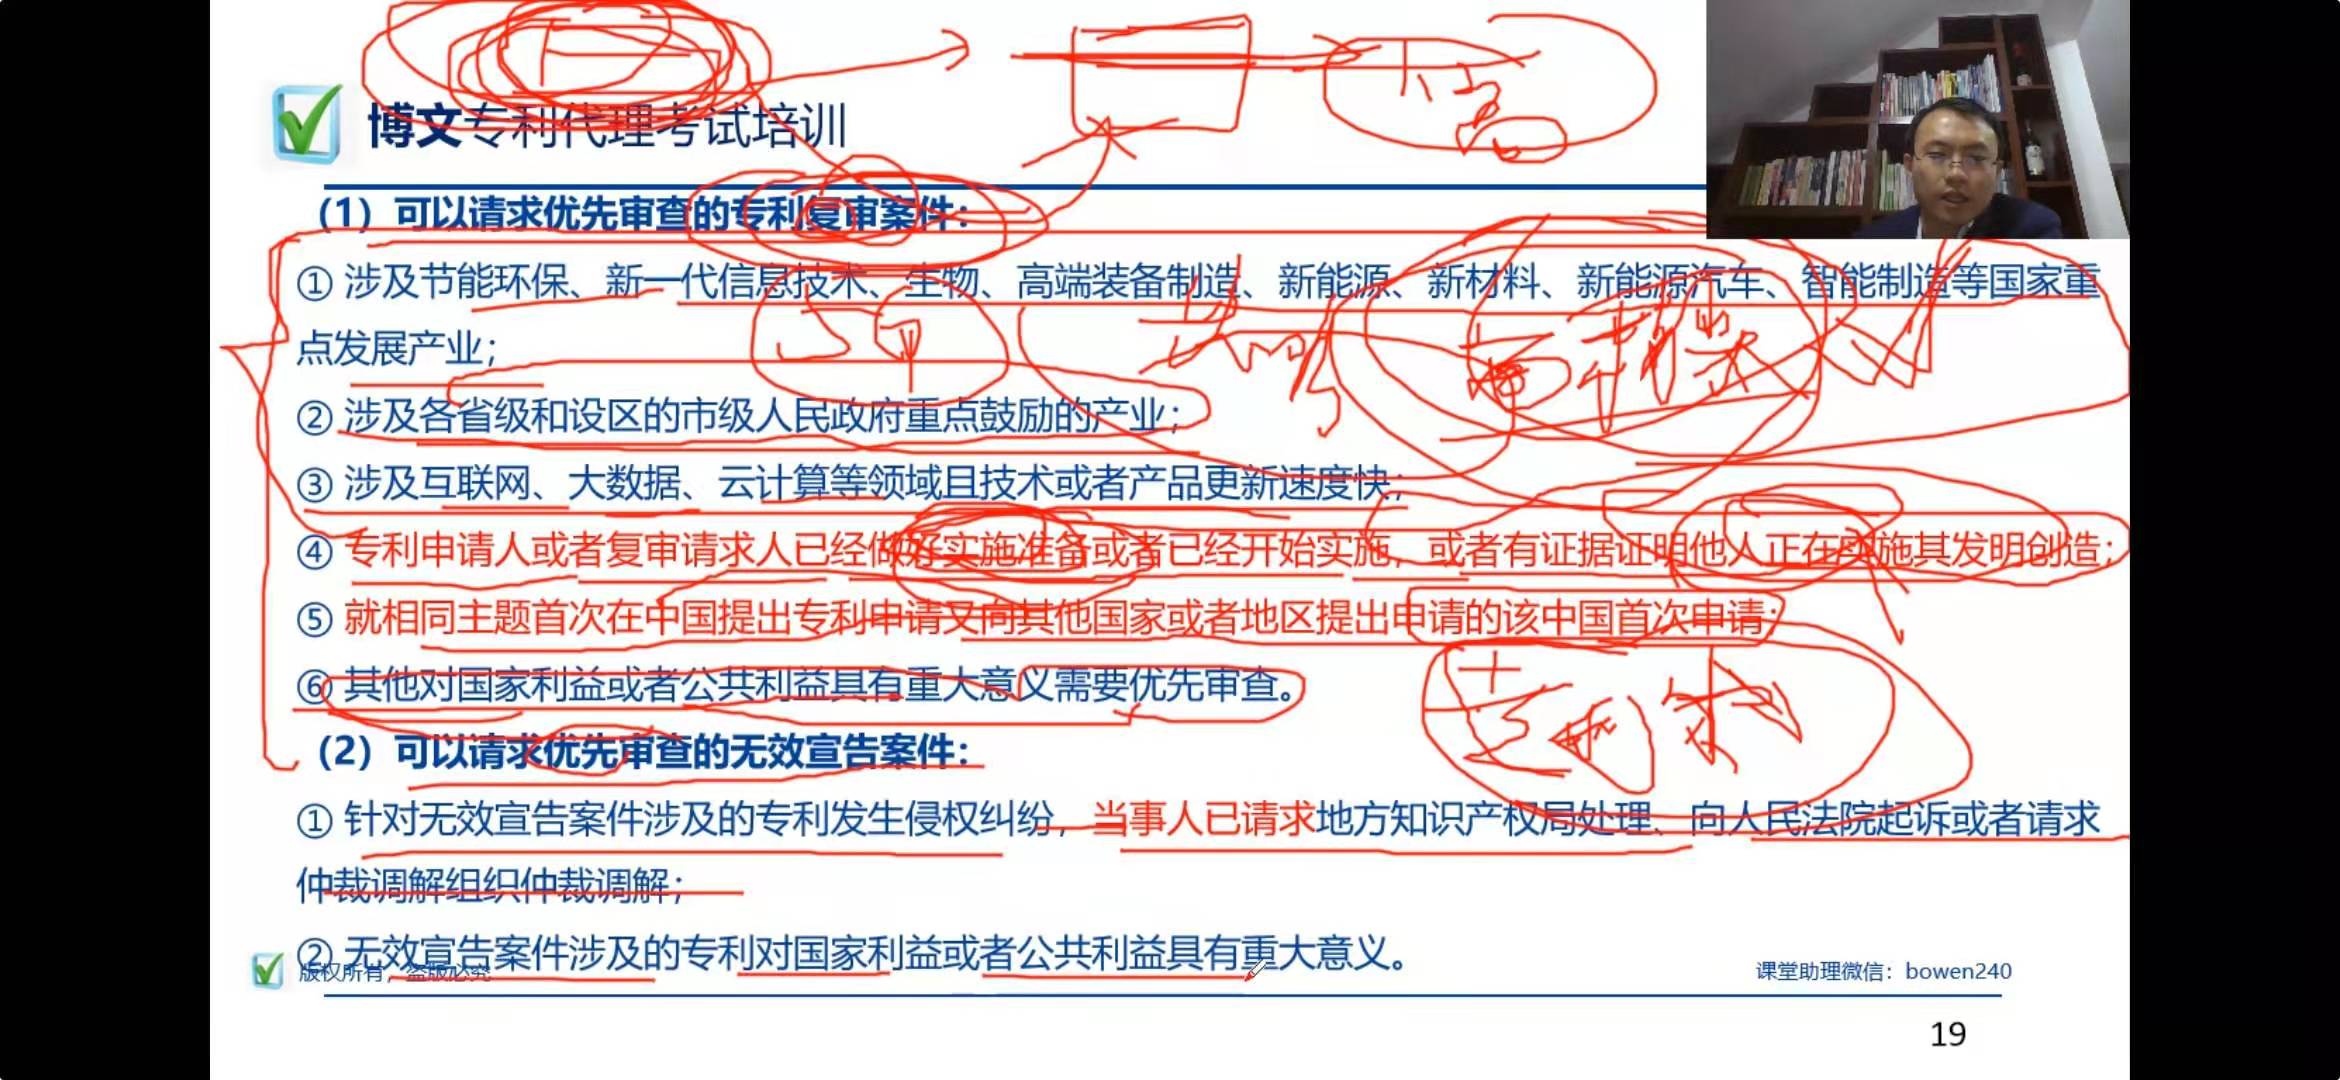 博文专利代理考试培训
（1）可以请求优先审查的专利复审案件：
① 涉及节能环保、新一代信息技术、生物、高端装备制造、新能源、新材料、新能源汽车、智能制造等国家重
点发展产业；
② 涉及各省级和设区的市级人民政府重点鼓励的产业；
③ 涉及互联网、大数据、云计算等领域且技术或者产品更新速度快；
④ 专利申请人或者复审请求人已经做好实施准备或者已经开始实施，或者有证据证明他人正在实施其发明创造；
⑤ 就相同主题首次在中国提出专利申请又向其他国家或者地区提出申请的该中国首次申请；
⑥ 其他对国家利益或者公共利益具有重大意义需要优先审查。
（2）可以请求优先审查的无效宣告案件：
① 针对无效宣告案件涉及的专利发生侵权纠纷，当事人已请求地方知识产权局处理、向人民法院起诉或者请求
仲裁调解组织仲裁调解；
② 无效宣告案件涉及的专利对国家利益或者公共利益具有重大意义。
版权所有，盗版必究
课堂助理微信：bowen240
19